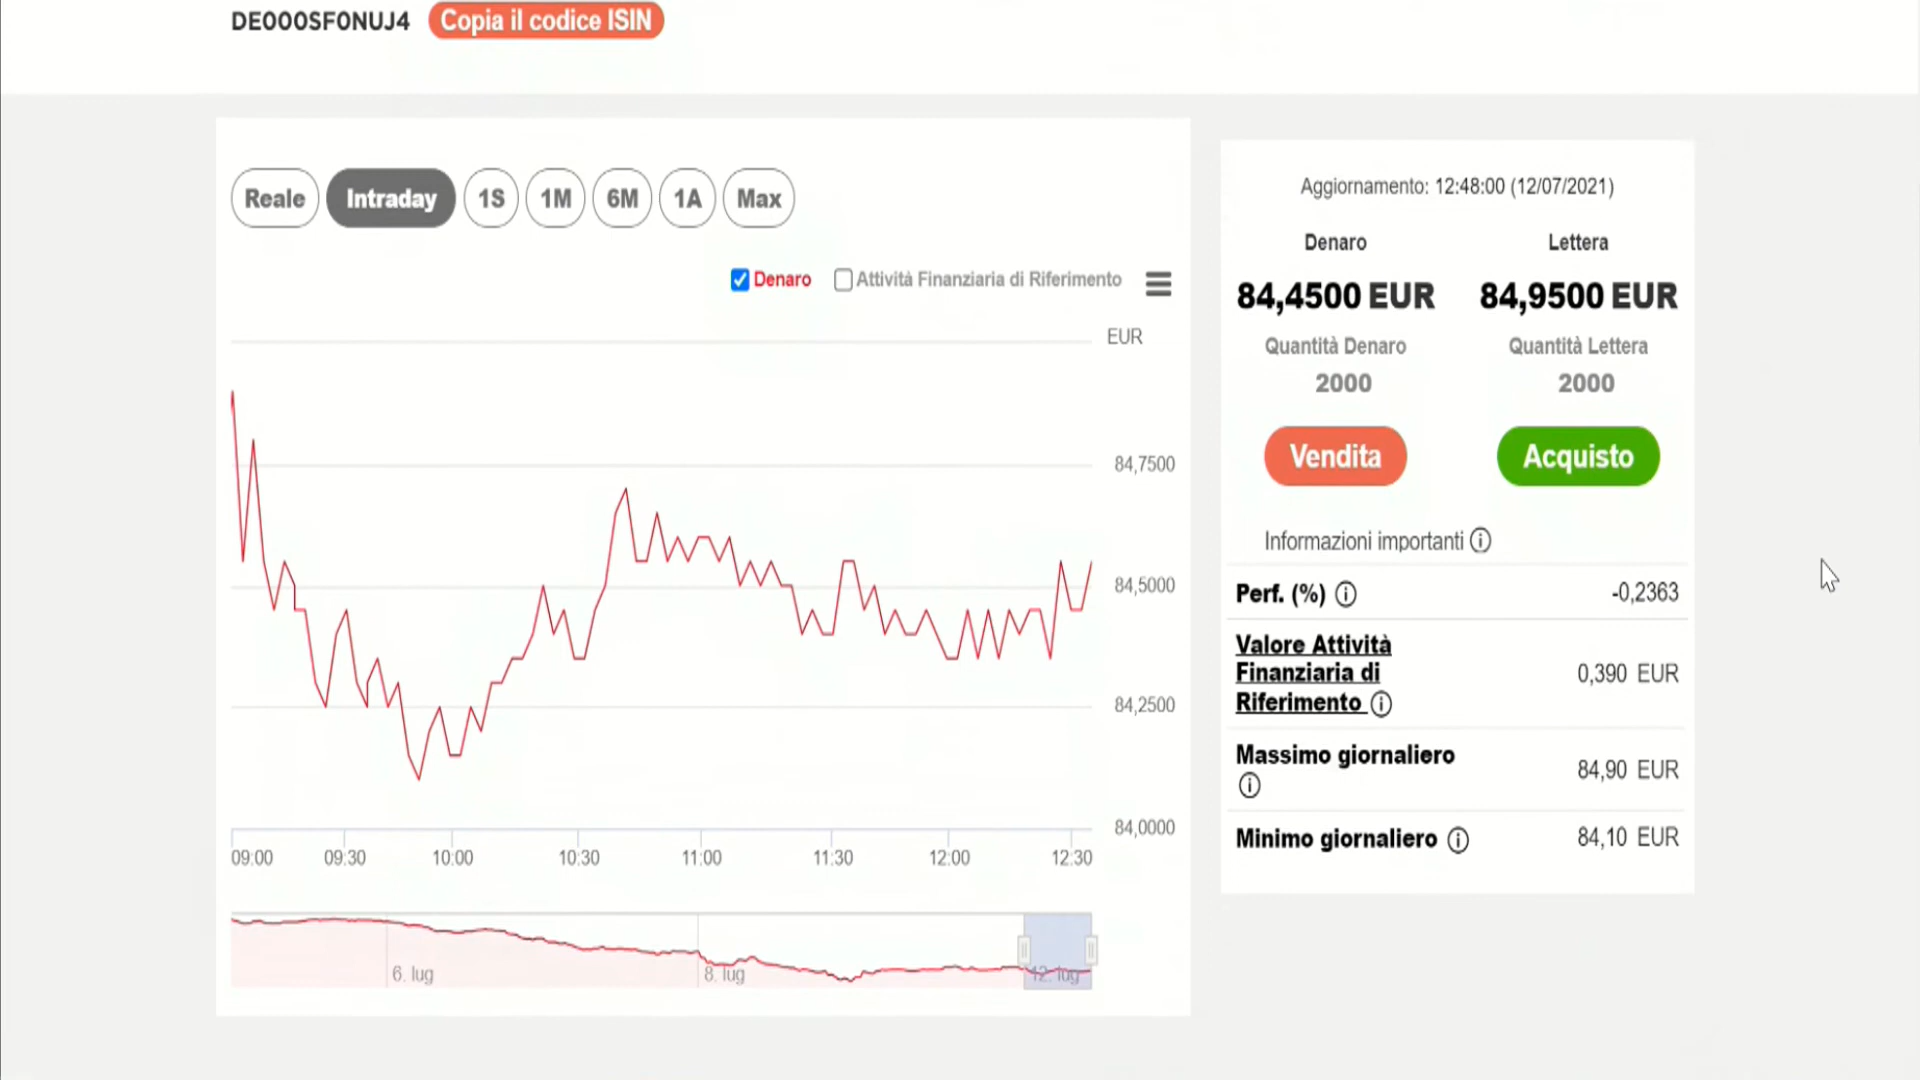 DE000SF0NUJ4 Copia il codice ISIN
Reale Intraday 1S 1M 6M 1A Max
Denaro Attività Finanziaria di Riferimento
EUR
84,7500
84,5000
84,2500
84,0000
09:00 09:30 10:00 10:30 11:00 11:30 12:00 12:30
6. lug 8. lug 12. lug
Aggiornamento: 12:48:00 (12/07/2021)
Denaro Lettera
84,4500 EUR 84,9500 EUR
Quantità Denaro Quantità Lettera
2000 2000
Vendita Acquisto
Informazioni importanti
Perf. (%) -0,2363
Valore Attività
Finanziaria di
Riferimento 0,390 EUR
Massimo giornaliero 84,90 EUR
Minimo giornaliero 84,10 EUR